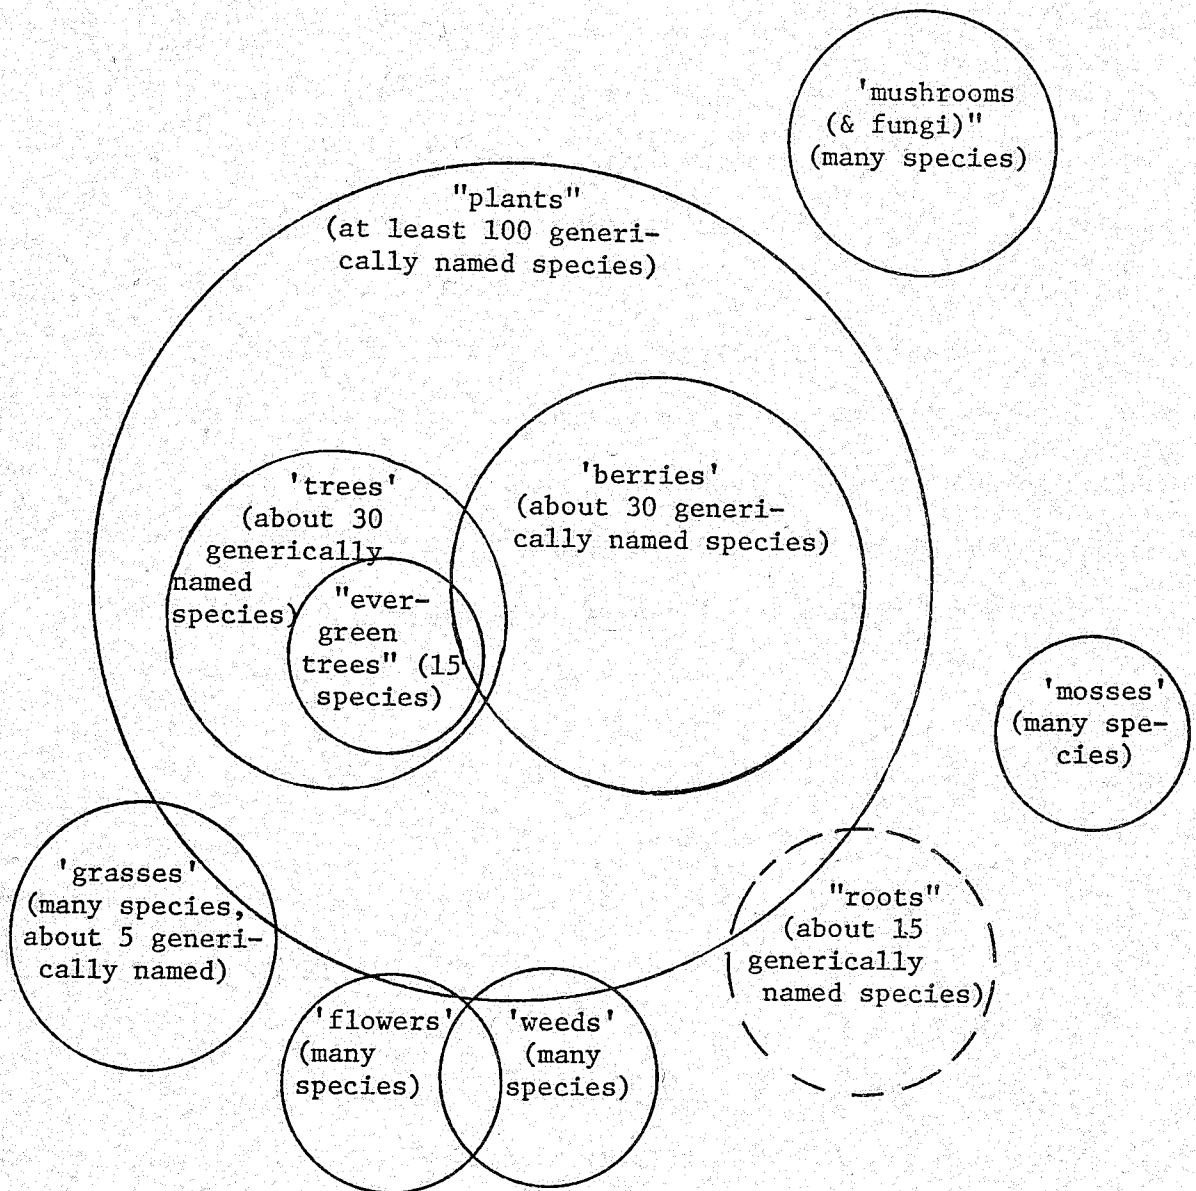 'mushrooms
(& fungi)"
(many species)
"plants"
(at least 100 generi-
cally named species)
'trees'
(about 30
generically
named
species)
'berries'
(about 30 generi-
cally named species)
"ever-
green
trees" (15
species)
'mosses'
(many spe-
cies)
'grasses'
(many species,
about 5 generi-
cally named)
"roots"
(about 15
generically
named species)
'flowers'
(many
species)
'weeds'
(many
species)